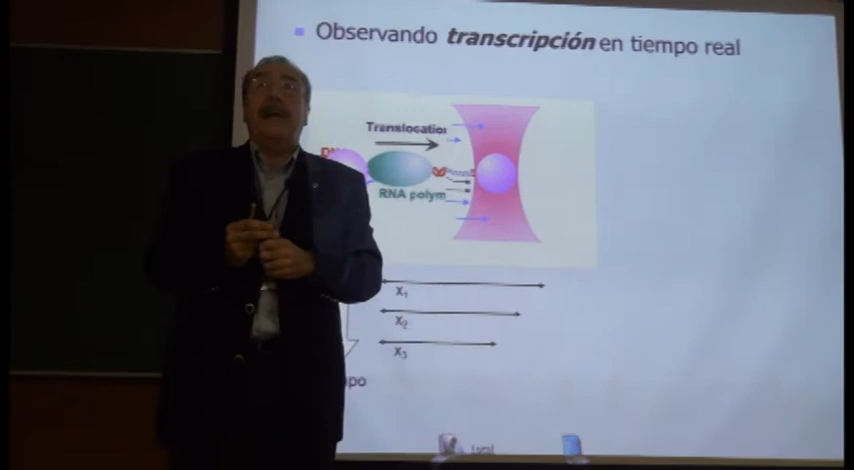 Observando transcripción en tiempo real
Translocation
RNA polym
X1
X2
X3